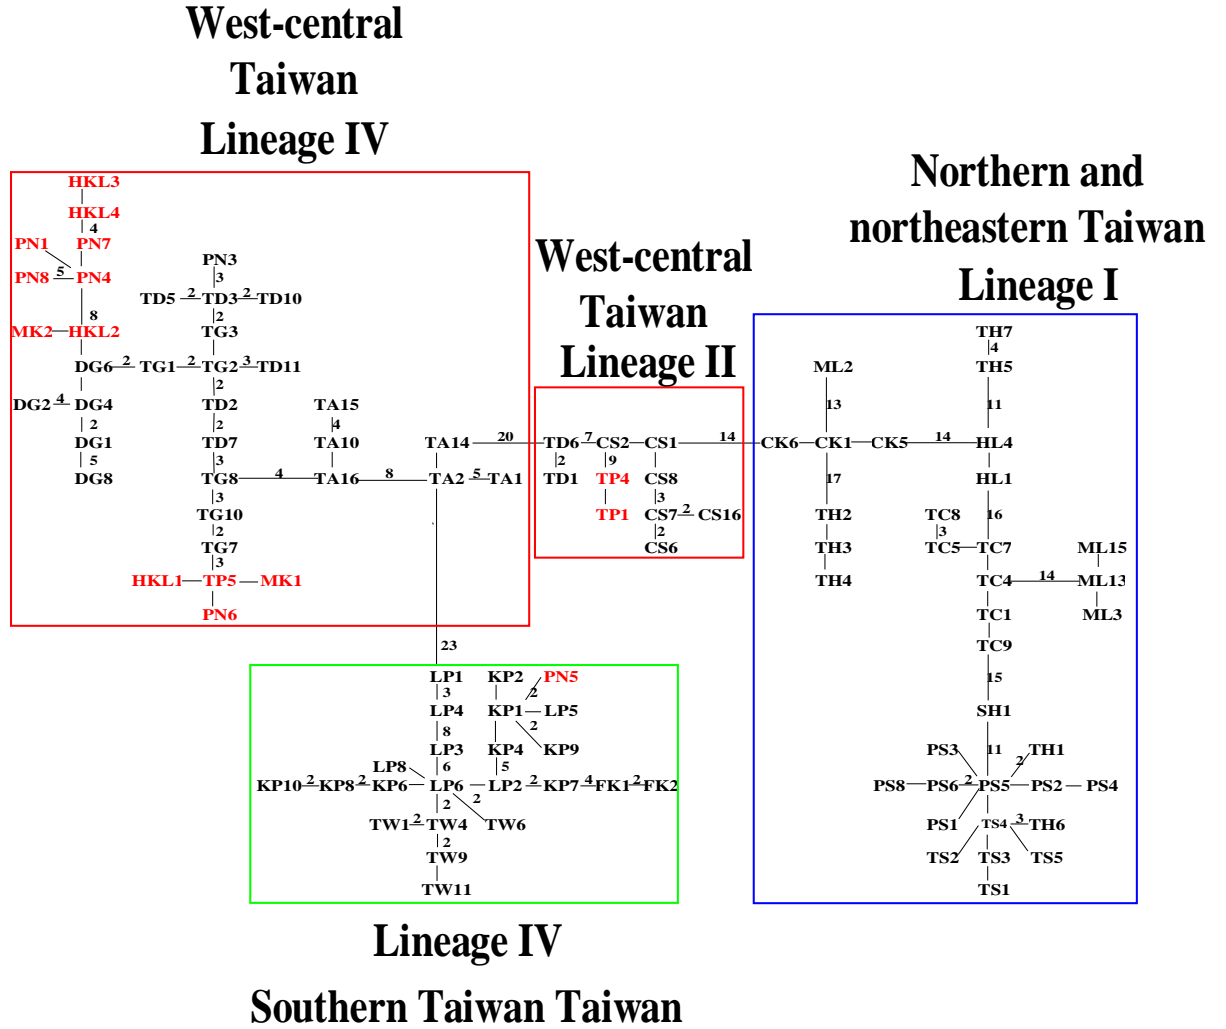 West-central
Taiwan
Lineage IV
Northern and
northeastern Taiwan
Lineage I
West-central
Taiwan
Lineage II
HKL3
HKL4
4
PN1 PN7
PN8 5 PN4
8
MK2 HKL2
DG6 2 TG1 2 TG2 3 TD11
PN3
3
TD5 2 TD3 2 TD10
2
TG3
2
DG2 4 DG4 TD2 TA15
2 2 4
DG1 TD7 TA10 TA14 20
5 3
DG8 TG8 4 TA16 8 TA2 5 TA1
3
TG10
2
TG7
3
HKL1 TP5 MK1
PN6
23
TD6 7 CS2 CS1 14
2 9
TD1 TP4 CS8
3
TP1 CS7 2 CS16
2
CS6
TH7
4
ML2 TH5
13 11
CK6 CK1 CK5 14 HL4
17 HL1
TH2 TC8 16
3
TH3 TC5 TC7 ML15
TH4 TC4 14 ML13
TC1 ML3
TC9
15
SH1
11
PS3 2 TH1
PS8 PS6 2 PS5 PS2 PS4
PS1 TS4 3 TH6
TS2 TS3 TS5
TS1
LP1 KP2 PN5
3 2
LP4 KP1 LP5
8 2
LP3 KP4 KP9
6 5
LP8
KP10 2 KP8 2 KP6 LP6 LP2 2 KP7 4 FK1 2 FK2
2 2
TW1 2 TW4 TW6
2
TW9
TW11
Lineage IV
Southern Taiwan Taiwan